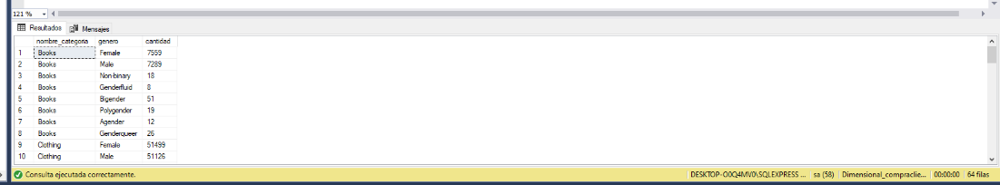 121 %
Resultados Mensajes
nombre_categoria genero cantidad
1 Books Female 7559
2 Books Male 7289
3 Books Non-binary 18
4 Books Genderfluid 8
5 Books Bigender 51
6 Books Polygender 19
7 Books Agender 12
8 Books Genderqueer 26
9 Clothing Female 51499
10 Clothing Male 51126
Consulta ejecutada correctamente. DESKTOP-O0Q4MV0\SQLEXPRESS ... sa (58) Dimensional_compraclie... 00:00:00 64 filas